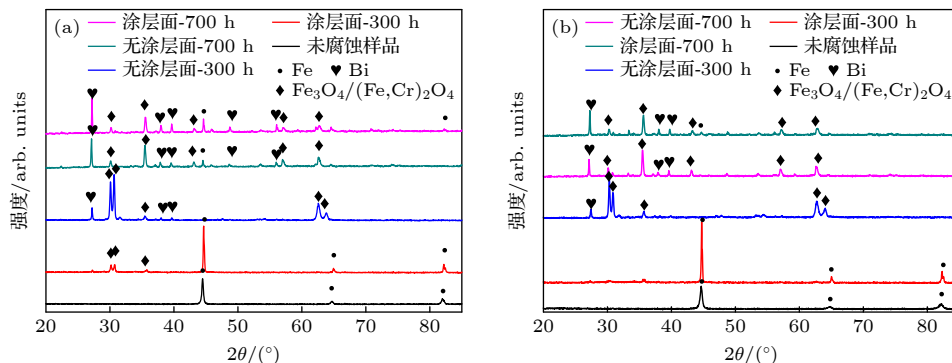 (a)
涂层面-700 h
涂层面-300 h
无涂层面-700 h
未腐蚀样品
无涂层面-300 h
Fe
Bi
Fe3O4/(Fe,Cr)2O4
强度/arb. units
20 30 40 50 60 70 80
2θ/(°)
(b)
无涂层面-700 h
涂层面-300 h
涂层面-700 h
未腐蚀样品
无涂层面-300 h
Fe
Bi
Fe3O4/(Fe,Cr)2O4
强度/arb. units
20 30 40 50 60 70 80
2θ/(°)